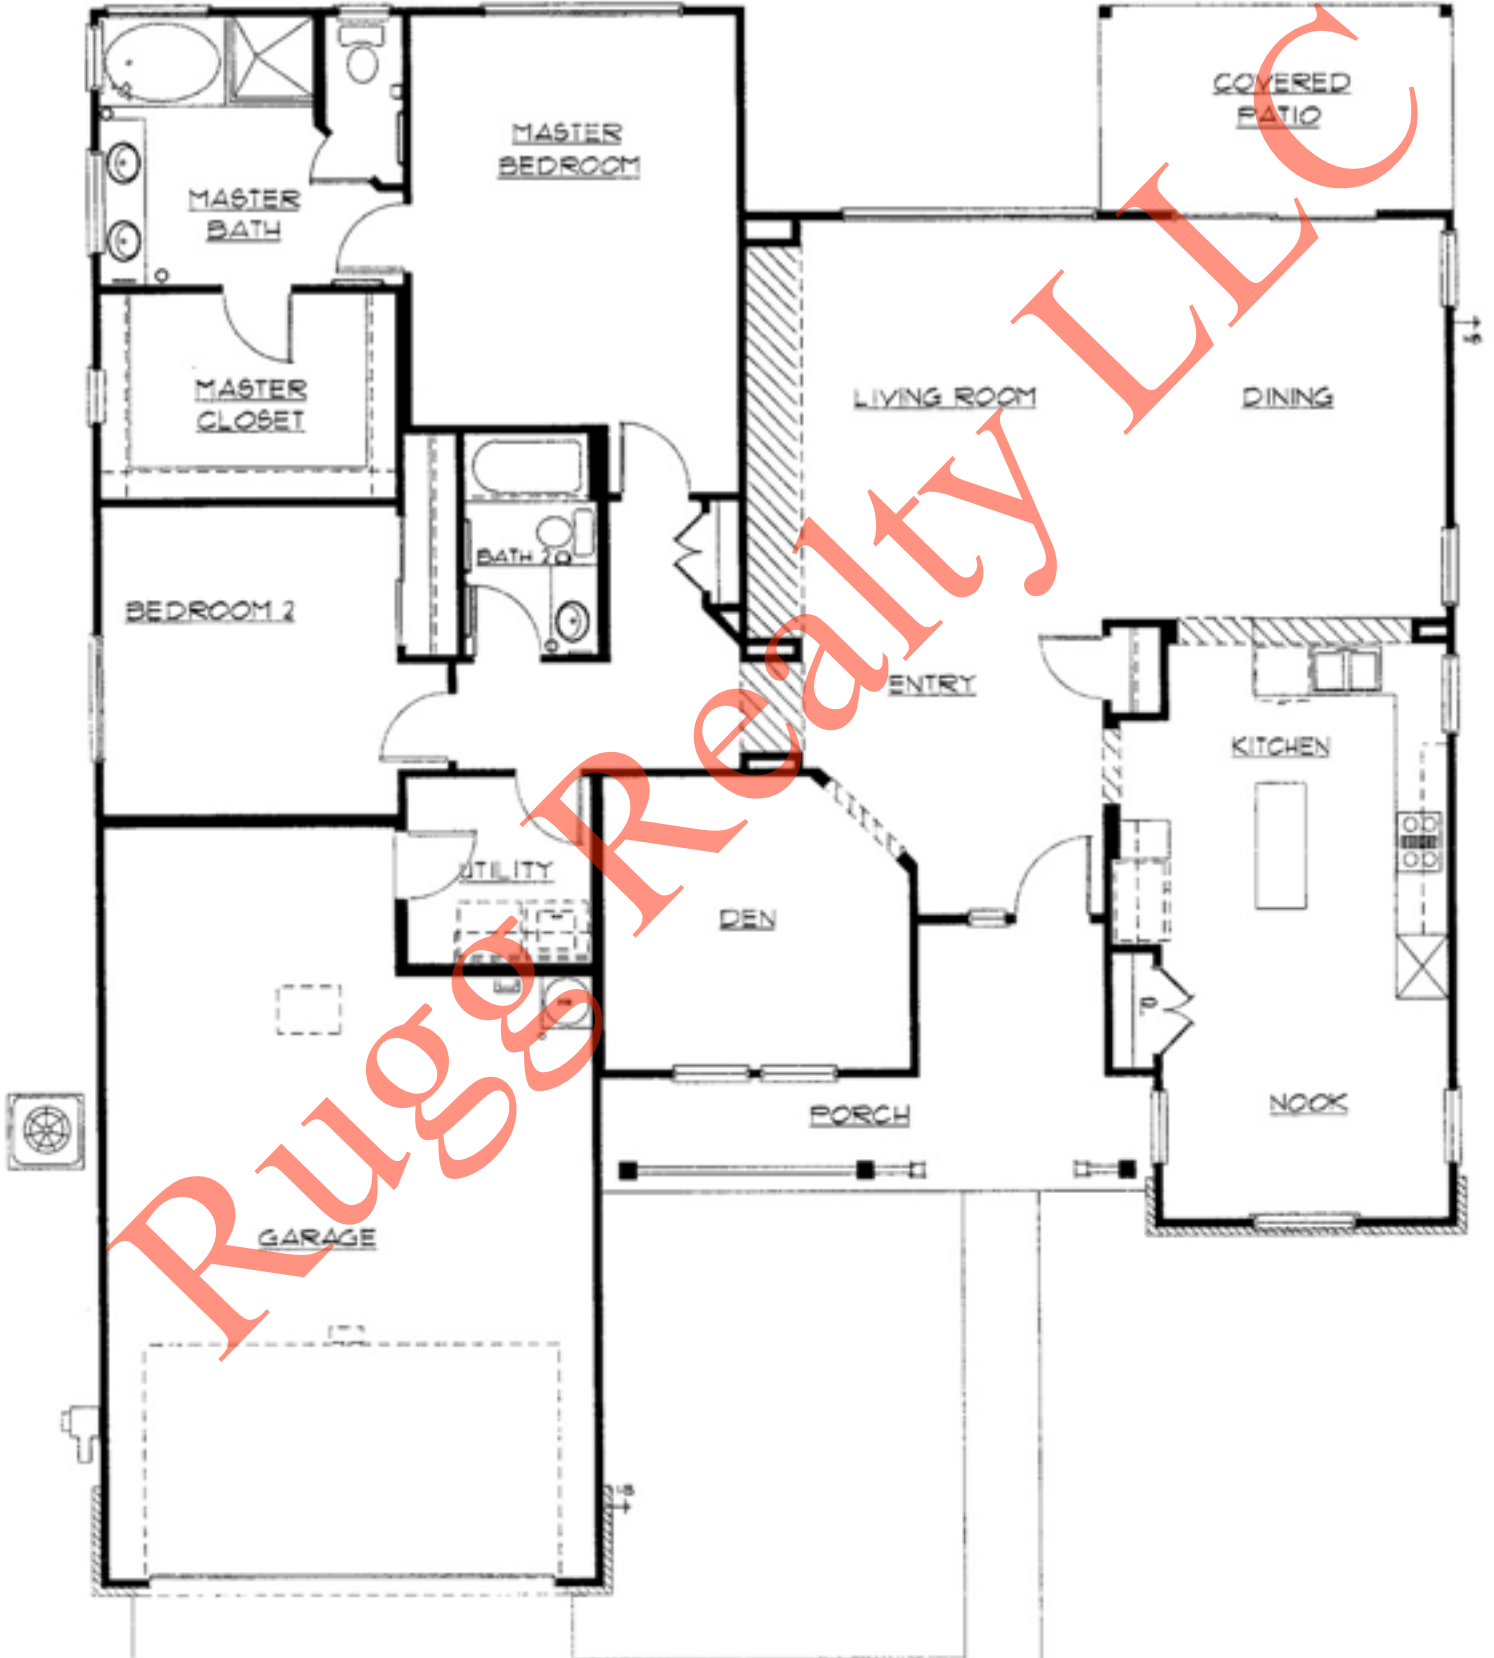 COVERED
PATIO
MASTER
BEDROOM
MASTER
BATH
MASTER
CLOSET
LIVING ROOM
DINING
BATH 2
BEDROOM 2
ENTRY
KITCHEN
UTILITY
DEN
P.
NOOK
PORCH
GARAGE
Rugg Realty LLC